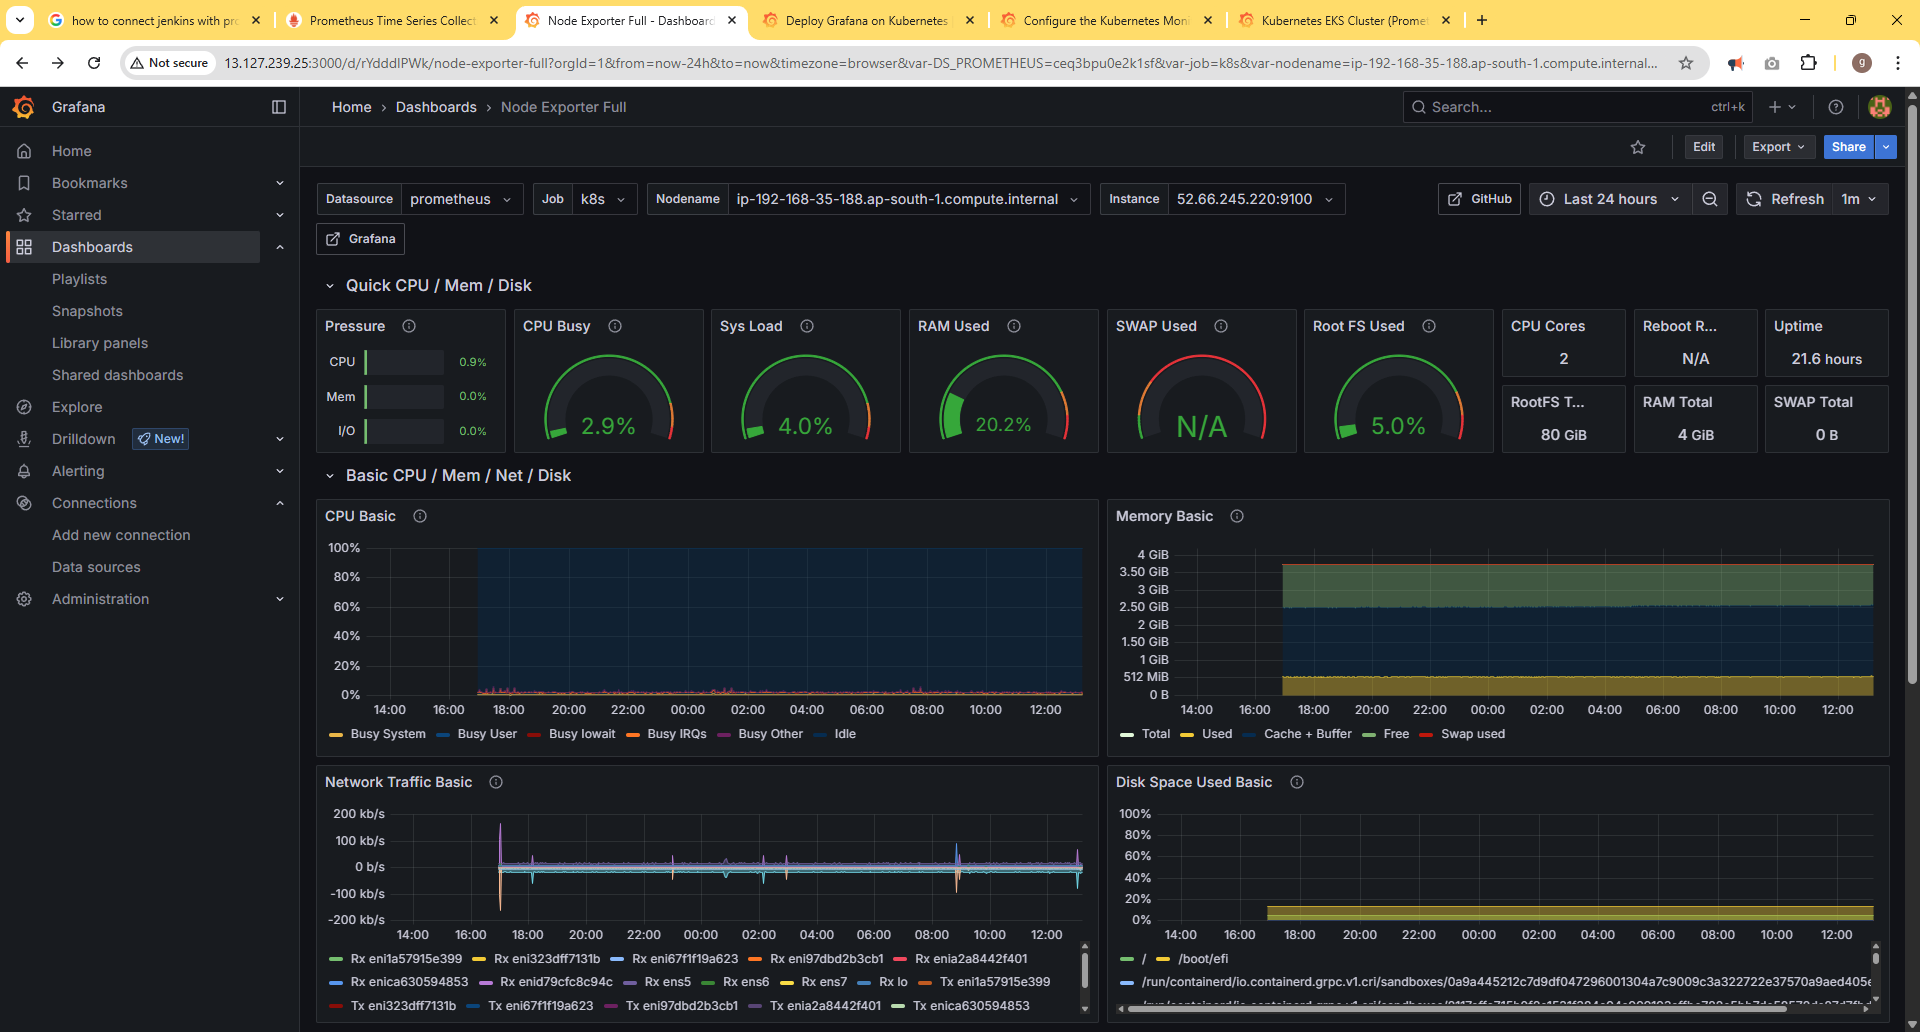 how to connect jenkins with pro
Prometheus Time Series Collect
Node Exporter Full - Dashboard
Deploy Grafana on Kubernetes
Configure the Kubernetes Moni
Kubernetes EKS Cluster (Prome
Not secure
13.127.239.25:3000/d/rYdddlPWk/node-exporter-full?orgId=1&from=now-24h&to=now&timezone=browser&var-DS_PROMETHEUS=ceq3bpu0e2k1sf&var-job=k8s&var-nodename=ip-192-168-35-188.ap-south-1.compute.internal...
g
Grafana
Home › Dashboards › Node Exporter Full
Search... ctrl+k
Edit Export Share
Home
Bookmarks
Starred
Dashboards
Playlists
Snapshots
Library panels
Shared dashboards
Explore
Drilldown New!
Alerting
Connections
Add new connection
Data sources
Administration
Datasource prometheus Job k8s Nodename ip-192-168-35-188.ap-south-1.compute.internal Instance 52.66.245.220:9100
GitHub Last 24 hours Refresh 1m
Grafana
Quick CPU / Mem / Disk
Pressure
CPU 0.9%
Mem 0.0%
I/O 0.0%
CPU Busy
2.9%
Sys Load
4.0%
RAM Used
20.2%
SWAP Used
N/A
Root FS Used
5.0%
CPU Cores
2
Reboot R...
N/A
Uptime
21.6 hours
RootFS T...
80 GiB
RAM Total
4 GiB
SWAP Total
0 B
Basic CPU / Mem / Net / Disk
CPU Basic
100%
80%
60%
40%
20%
0%
14:00 16:00 18:00 20:00 22:00 00:00 02:00 04:00 06:00 08:00 10:00 12:00
Busy System Busy User Busy Iowait Busy IRQs Busy Other Idle
Memory Basic
4 GiB
3.50 GiB
3 GiB
2.50 GiB
2 GiB
1.50 GiB
1 GiB
512 MiB
0 B
14:00 16:00 18:00 20:00 22:00 00:00 02:00 04:00 06:00 08:00 10:00 12:00
Total Used Cache + Buffer Free Swap used
Network Traffic Basic
200 kb/s
100 kb/s
0 b/s
-100 kb/s
-200 kb/s
14:00 16:00 18:00 20:00 22:00 00:00 02:00 04:00 06:00 08:00 10:00 12:00
Rx eni1a57915e399 Rx eni323dff7131b Rx eni67f1f19a623 Rx eni97dbd2b3cb1 Rx enia2a8442f401
Rx enica630594853 Rx enid79cfc8c94c Rx ens5 Rx ens6 Rx ens7 Rx lo Tx eni1a57915e399
Tx eni323dff7131b Tx eni67f1f19a623 Tx eni97dbd2b3cb1 Tx enia2a8442f401 Tx enica630594853
Disk Space Used Basic
100%
80%
60%
40%
20%
0%
14:00 16:00 18:00 20:00 22:00 00:00 02:00 04:00 06:00 08:00 10:00 12:00
/ /boot/efi
/run/containerd/io.containerd.grpc.v1.cri/sandboxes/0a9a445212c7d9df047296001304a7c9009c3a322722e37570a9aed405e